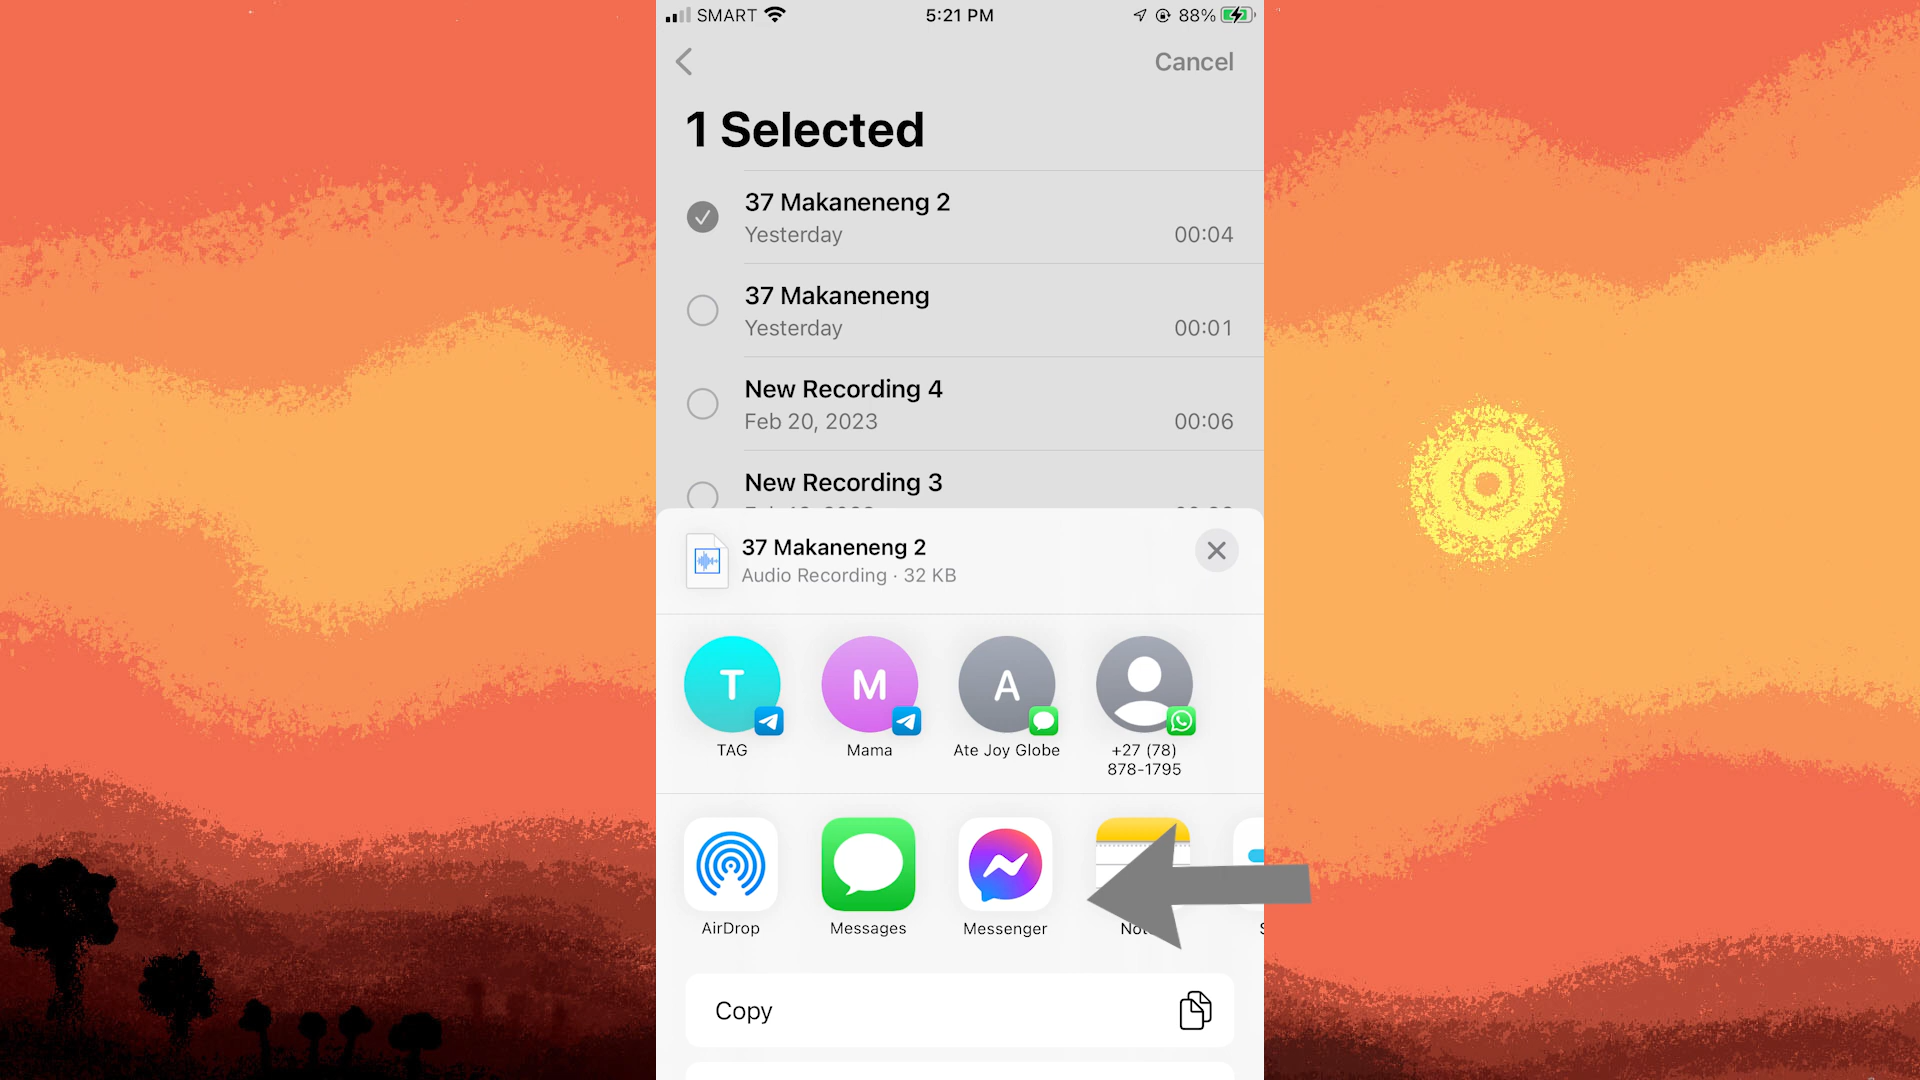 SMART 5:21 PM 88%
Cancel
1 Selected
37 Makaneneng 2
Yesterday 00:04
37 Makaneneng
Yesterday 00:01
New Recording 4
Feb 20, 2023 00:06
New Recording 3
37 Makaneneng 2
Audio Recording · 32 KB
T M A
TAG Mama Ate Joy Globe +27 (78)
878-1795
AirDrop Messages Messenger
Copy